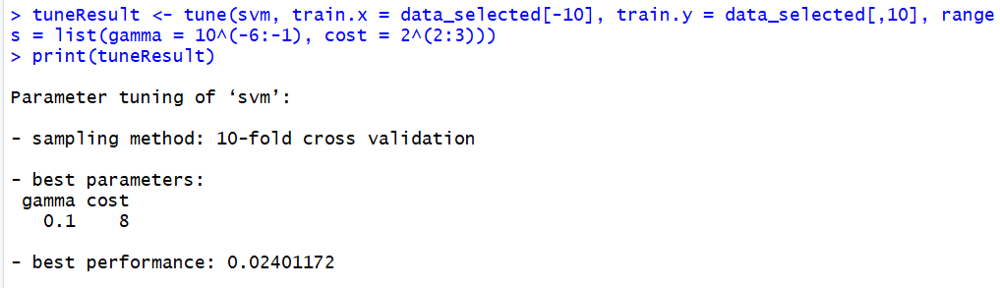 > tuneResult <- tune(svm, train.x = data_selected[-10], train.y = data_selected[,10], range
s = list(gamma = 10^(-6:-1), cost = 2^(2:3)))
> print(tuneResult)
Parameter tuning of ‘svm’:
- sampling method: 10-fold cross validation
- best parameters:
gamma cost
0.1 8
- best performance: 0.02401172